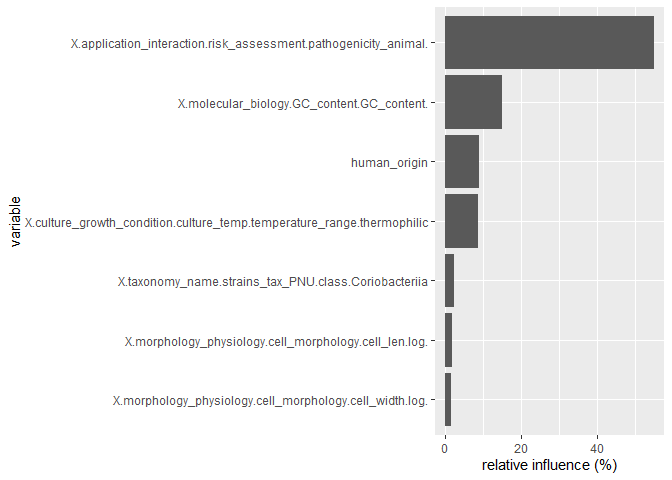 X.application_interaction.risk_assessment.pathogenicity_animal.
X.molecular_biology.GC_content.GC_content.
human_origin
X.culture_growth_condition.culture_temp.temperature_range.thermophilic
X.taxonomy_name.strains_tax_PNU.class.Coriobacteriia
X.morphology_physiology.cell_morphology.cell_len.log.
X.morphology_physiology.cell_morphology.cell_width.log.
variable
0 20 40
relative influence (%)